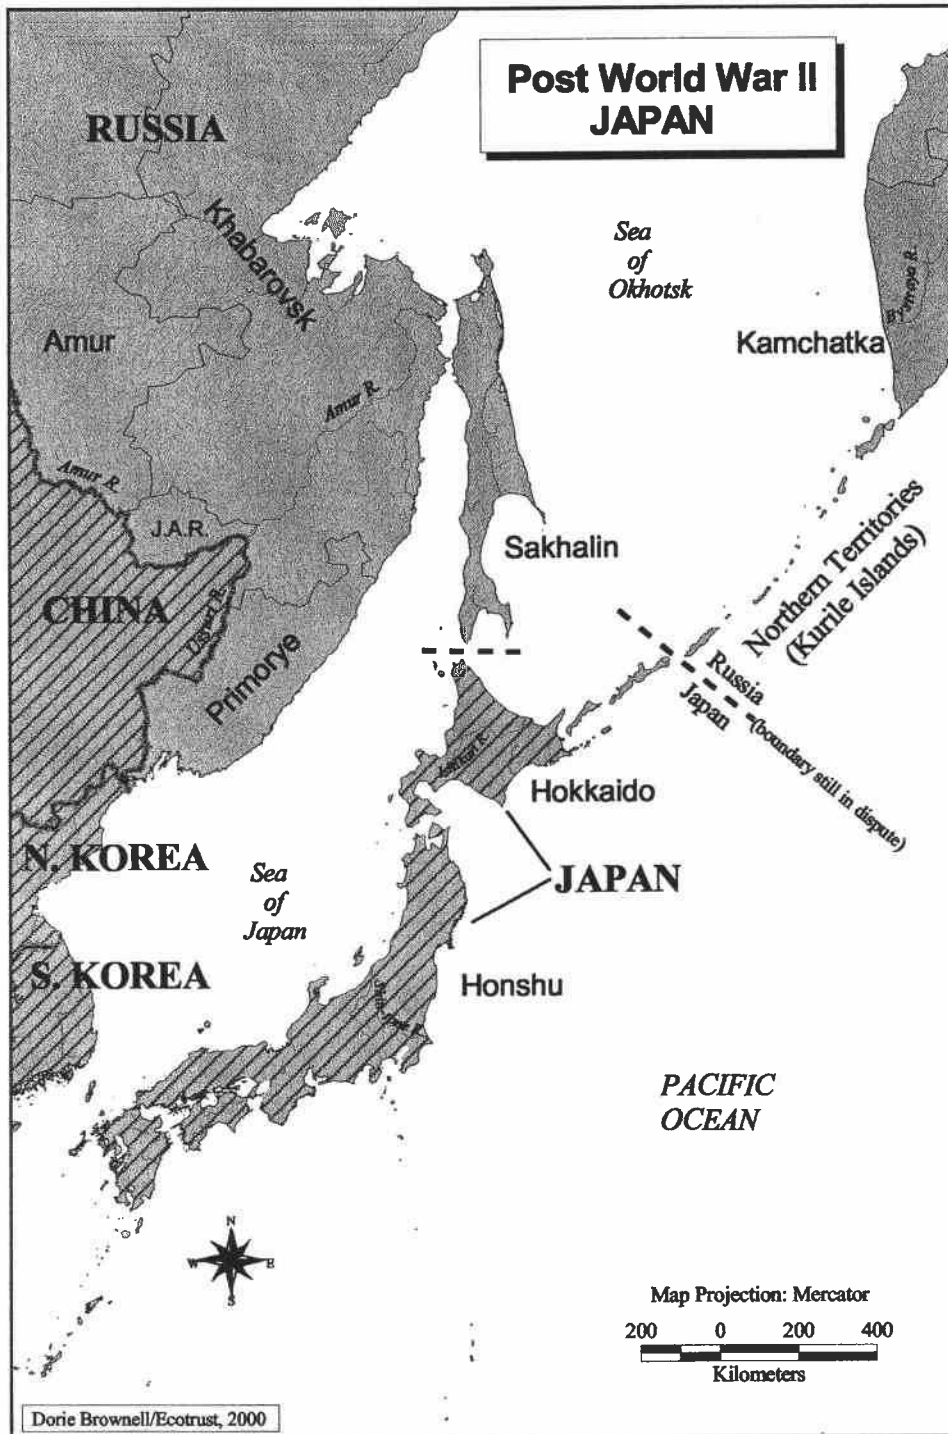 Post World War II
JAPAN
RUSSIA
Khabarovsk
Sea
of
Okhotsk
Amur
Kamchatka
Amur R.
Amur R.
J.A.R.
Sakhalin
Northern Territories
(Kurile Islands)
CHINA
Ussuri R.
Primorye
Russia
Japan
(boundary still in dispute)
Hokkaido
N. KOREA
JAPAN
Sea
of
Japan
S. KOREA
Honshu
PACIFIC
OCEAN
N
W
E
S
Map Projection: Mercator
200 0 200 400
Kilometers
Dorie Brownell/Ecotrust, 2000